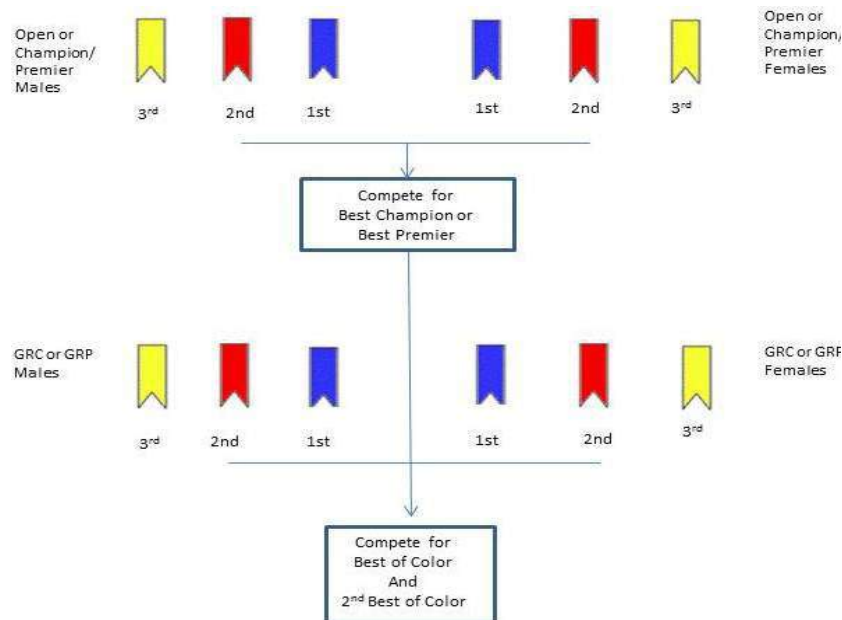 Open or
Champion/
Premier
Males
3rd
2nd
1st
1st
2nd
3rd
Open or
Champion/
Premier
Females
Compete for
Best Champion or
Best Premier
GRC or GRP
Males
3rd
2nd
1st
1st
2nd
3rd
GRC or GRP
Females
Compete for
Best of Color
And
2nd Best of Color